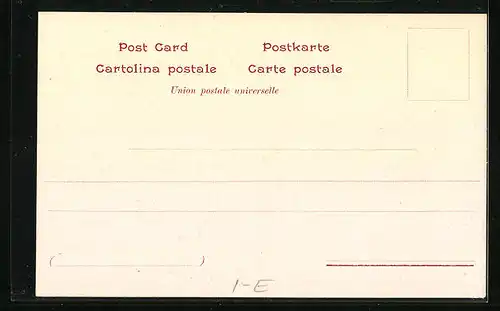 Post Card Postkarte
Cartolina postale Carte postale
Union postale universelle
( )
1-E